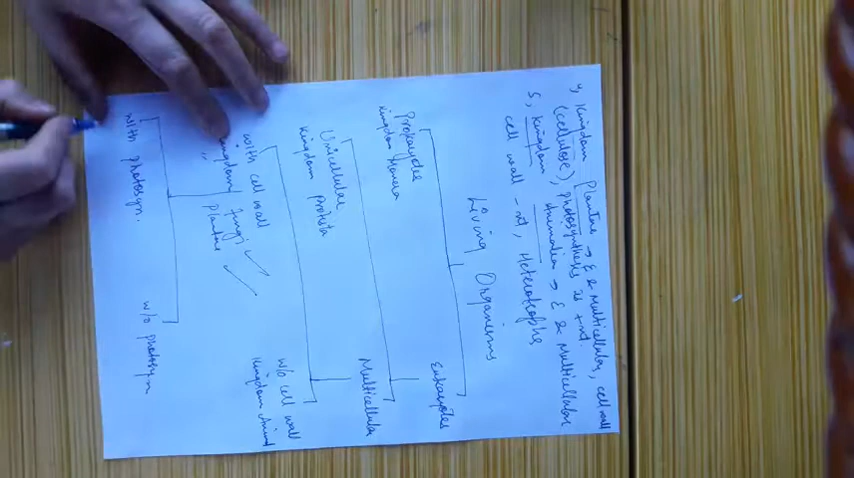 4, Kingdom Plantae → E & Multicellular, cell wall
(cellulose), Photosynthesis is +nt.
5, Kingdom Animalia → E & Multicellular
cell wall - nt, Heterotrophs
Living Organisms
Prokaryotes
Kingdom Monera
Eukaryotes
Unicellular
Kingdom Protista
Multicellular
with cell wall
Kingdom Fungi
Plantae
w/o cell wall
Kingdom Animal
with photosyn.
w/o photosyn